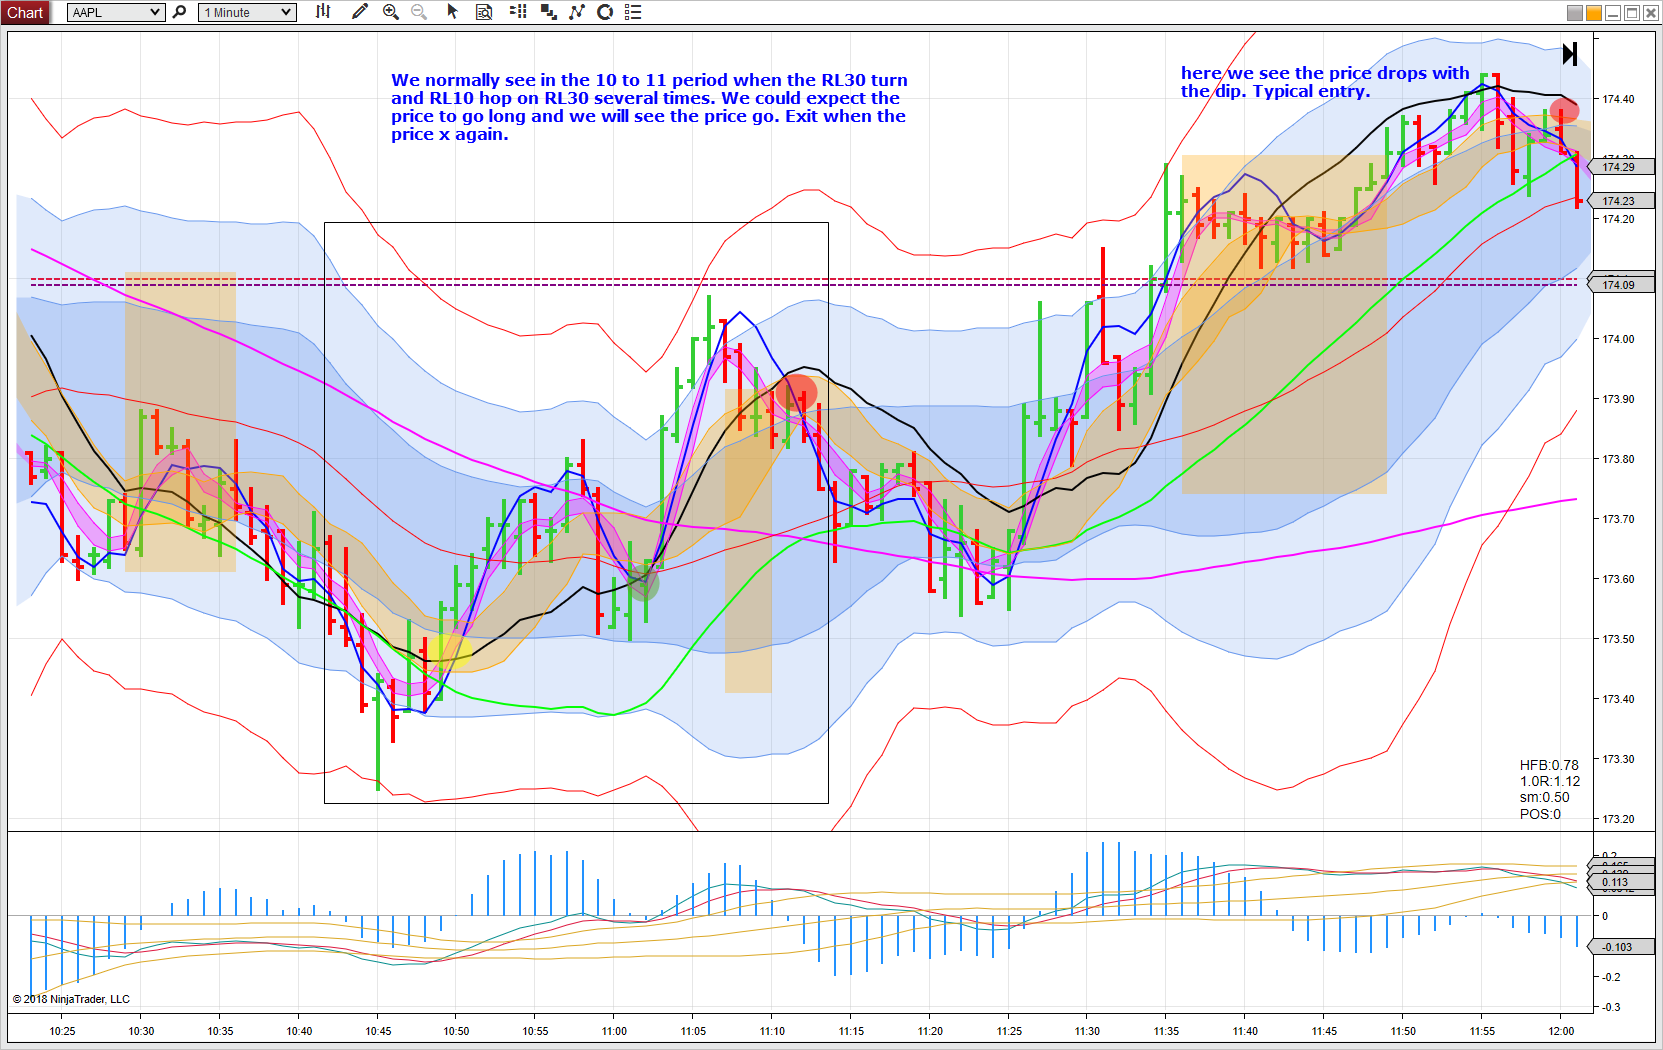 Chart
AAPL
1 Minute
We normally see in the 10 to 11 period when the RL30 turn
and RL10 hop on RL30 several times. We could expect the
price to go long and we will see the price go. Exit when the
price x again.
here we see the price drops with
the dip. Typical entry.
174.40
174.29
174.23
174.20
174.09
174.00
173.90
173.80
173.70
173.60
173.50
173.40
173.30
173.20
HFB:0.78
1.0R:1.12
sm:0.50
POS:0
0.2
0.113
0
-0.103
-0.2
-0.3
© 2018 NinjaTrader, LLC
10:25
10:30
10:35
10:40
10:45
10:50
10:55
11:00
11:05
11:10
11:15
11:20
11:25
11:30
11:35
11:40
11:45
11:50
11:55
12:00